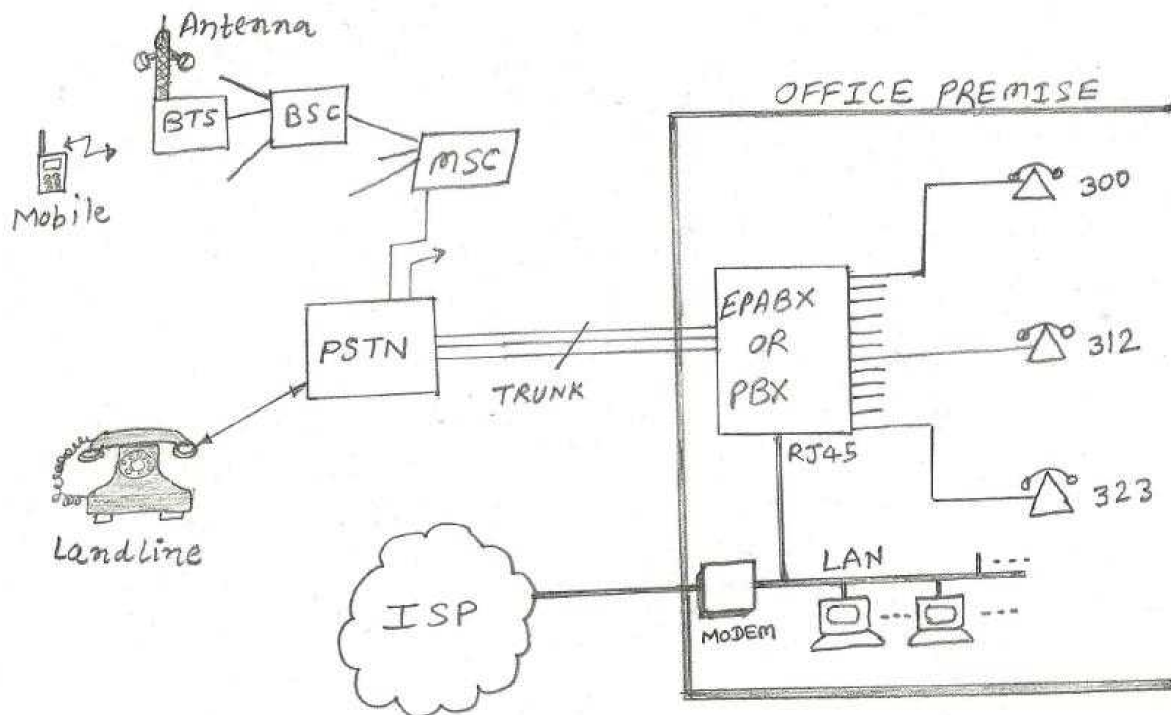 Antenna
BTS
BSC
MSC
Mobile
OFFICE PREMISE
300
PSTN
TRUNK
EPABX
OR
PBX
312
RJ45
323
Landline
ISP
MODEM
LAN